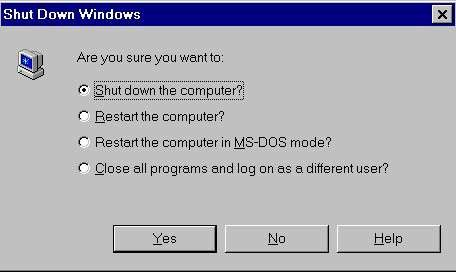 Shut Down Windows
Are you sure you want to:
Shut down the computer?
Restart the computer?
Restart the computer in MS-DOS mode?
Close all programs and log on as a different user?
Yes No Help